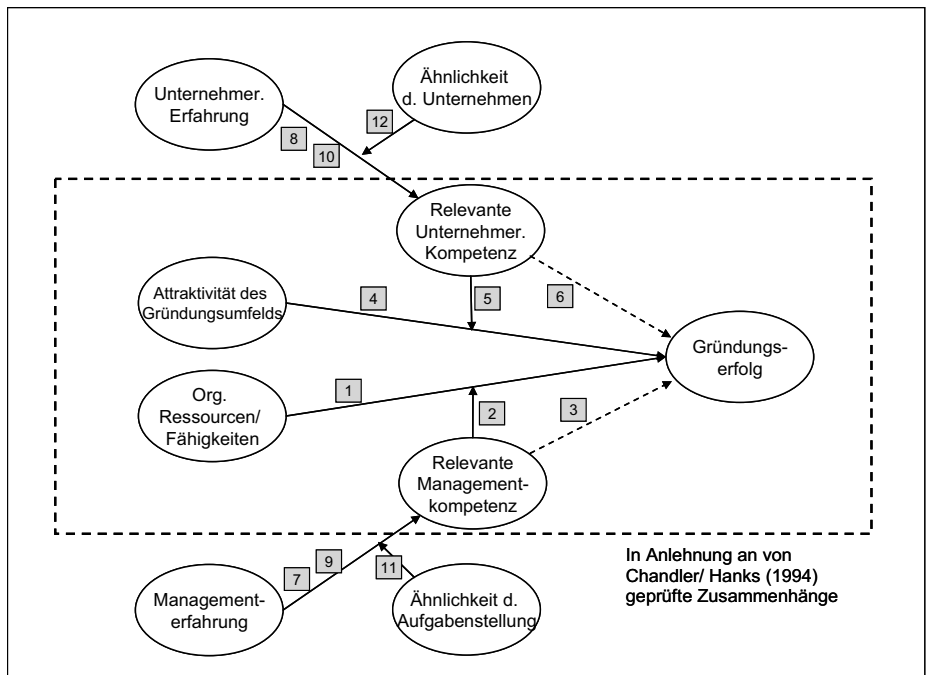 Unternehmer.
Erfahrung
Ähnlichkeit
d. Unternehmen
12
8
10
Relevante
Unternehmer.
Kompetenz
Attraktivität des
Gründungsumfelds
4
5
6
Gründungs-
erfolg
Org.
Ressourcen/
Fähigkeiten
1
2
3
Relevante
Management-
kompetenz
In Anlehnung an von
Chandler/ Hanks (1994)
geprüfte Zusammenhänge
7
9
11
Management-
erfahrung
Ähnlichkeit d.
Aufgabenstellung